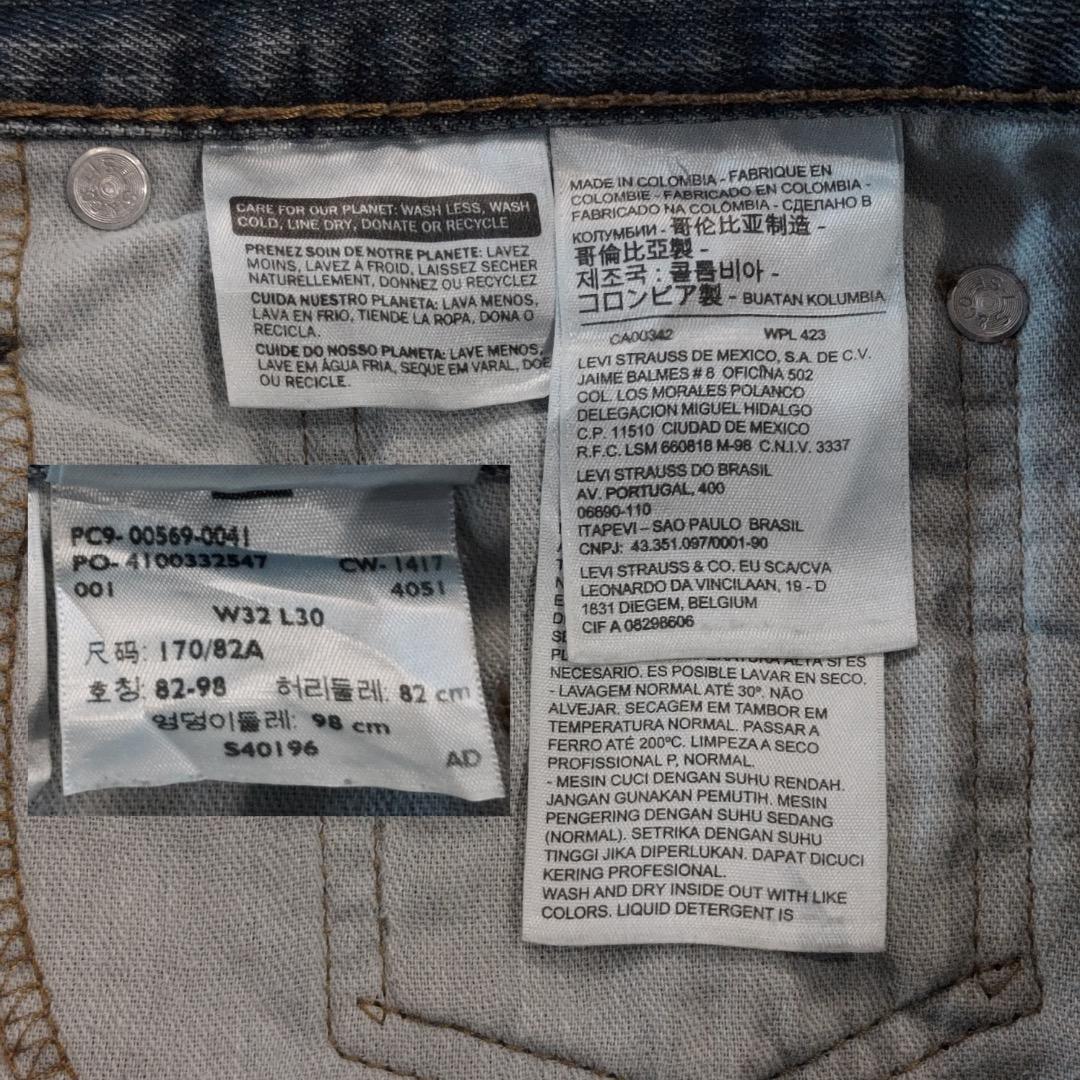 CARE FOR OUR PLANET: WASH LESS, WASH
COLD, LINE DRY, DONATE OR RECYCLE
PRENEZ SOIN DE NOTRE PLANETE: LAVEZ
MOINS, LAVEZ A FROID, LAISSEZ SECHER
NATURELLEMENT, DONNEZ OU RECYCLEZ
CUIDA NUESTRO PLANETA: LAVA MENOS,
LAVA EN FRIO, TIENDE LA ROPA, DONA O
RECICLA.
CUIDE DO NOSSO PLANETA: LAVE MENOS,
LAVE EM ÁGUA FRIA, SEQUE EM VARAL, DOE
OU RECICLE.
MADE IN COLOMBIA - FABRIQUE EN
COLOMBIE - FABRICADO EN COLOMBIA -
FABRICADO NA COLÔMBIA - СДЕЛАНО В
КОЛУМБИИ - 哥伦比亚制造 -
哥倫比亞製 -
제조국 : 콜롬비아 -
コロンビア製 - BUATAN KOLUMBIA
CA00342 WPL 423
LEVI STRAUSS DE MEXICO, S.A. DE C.V.
JAIME BALMES # 8 OFICINA 502
COL. LOS MORALES POLANCO
DELEGACION MIGUEL HIDALGO
C.P. 11510 CIUDAD DE MEXICO
R.F.C. LSM 660818 M-98 C.N.I.V. 3337
LEVI STRAUSS DO BRASIL
AV. PORTUGAL, 400
06690-110
ITAPEVI – SAO PAULO BRASIL
CNPJ: 43.351.097/0001-90
LEVI STRAUSS & CO. EU SCA/CVA
LEONARDO DA VINCILAAN, 19 - D
1831 DIEGEM, BELGIUM
CIF A 08298606
ALTA SI ES
NECESARIO. ES POSIBLE LAVAR EN SECO.
- LAVAGEM NORMAL ATÉ 30º. NÃO
ALVEJAR. SECAGEM EM TAMBOR EM
TEMPERATURA NORMAL. PASSAR A
FERRO ATÉ 200ºC. LIMPEZA A SECO
PROFISSIONAL P, NORMAL.
- MESIN CUCI DENGAN SUHU RENDAH.
JANGAN GUNAKAN PEMUTIH. MESIN
PENGERING DENGAN SUHU SEDANG
(NORMAL). SETRIKA DENGAN SUHU
TINGGI JIKA DIPERLUKAN. DAPAT DICUCI
KERING PROFESIONAL.
WASH AND DRY INSIDE OUT WITH LIKE
COLORS. LIQUID DETERGENT IS
PC9- 00569-0041
PO- 4100332547 CW- 1417
001 4051
W32 L30
尺码: 170/82A
호칭: 82-98 허리둘레: 82 cm
엉덩이둘레: 98 cm
S40196
AD